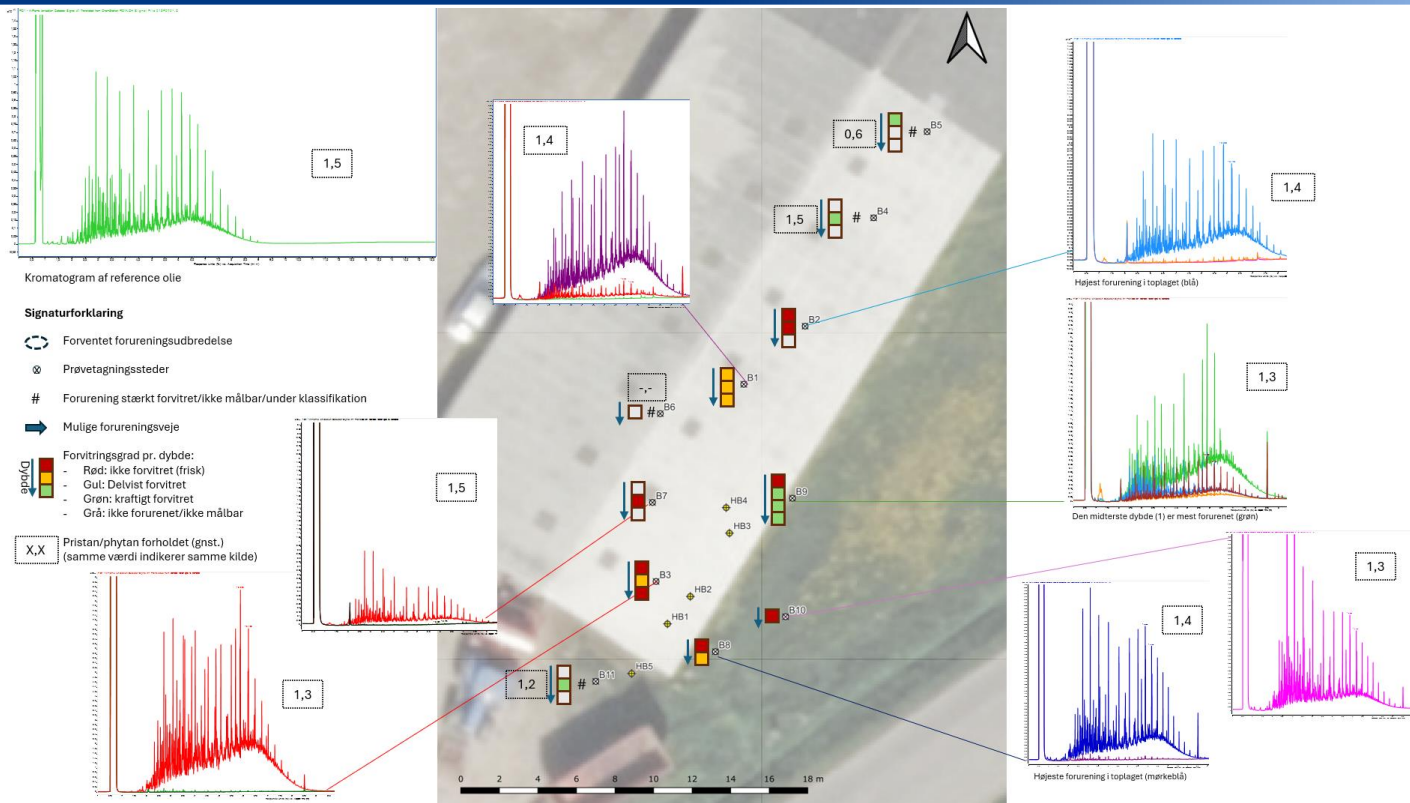 1,5
Kromatogram af reference olie
Signaturforklaring
Forventet forureningsudbredelse
Prøvetagningssteder
# Forurening stærkt forvitret/ikke målbar/under klassifikation
Mulige forureningsveje
Dybde
Forvitringsgrad pr. dybde:
- Rød: ikke forvitret (frisk)
- Gul: Delvist forvitret
- Grøn: kraftigt forvitret
- Grå: ikke forurenet/ikke målbar
X,X Pristan/phytan forholdet (gnst.)
(samme værdi indikerer samme kilde)
1,5
1,3
1,4
0,6 # B5
1,5 # B4
B2
B1
-,-
# B6
B7
B9
HB4
HB3
B3
HB2
HB1
B10
B8
HB5
1,2 # B11
0 2 4 6 8 10 12 14 16 18 m
1,4
Højest forurening i toplaget (blå)
1,3
Den midterste dybde (1) er mest forurenet (grøn)
1,3
1,4
Højeste forurening i toplaget (mørkeblå)